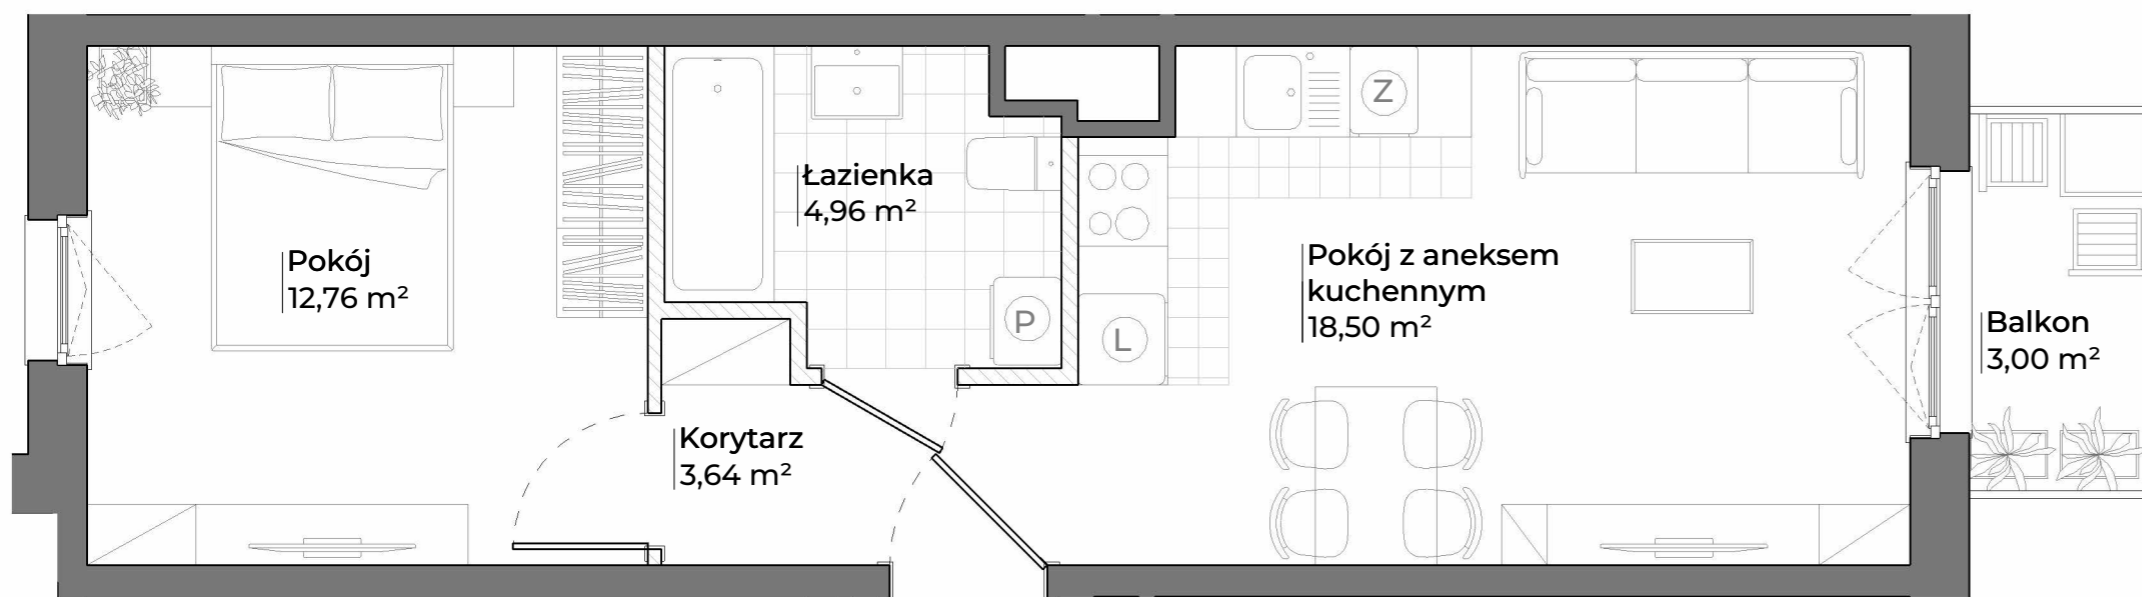 Pokój
12,76 m²
Łazienka
4,96 m²
P
Korytarz
3,64 m²
Z
L
Pokój z aneksem
kuchennym
18,50 m²
Balkon
3,00 m²